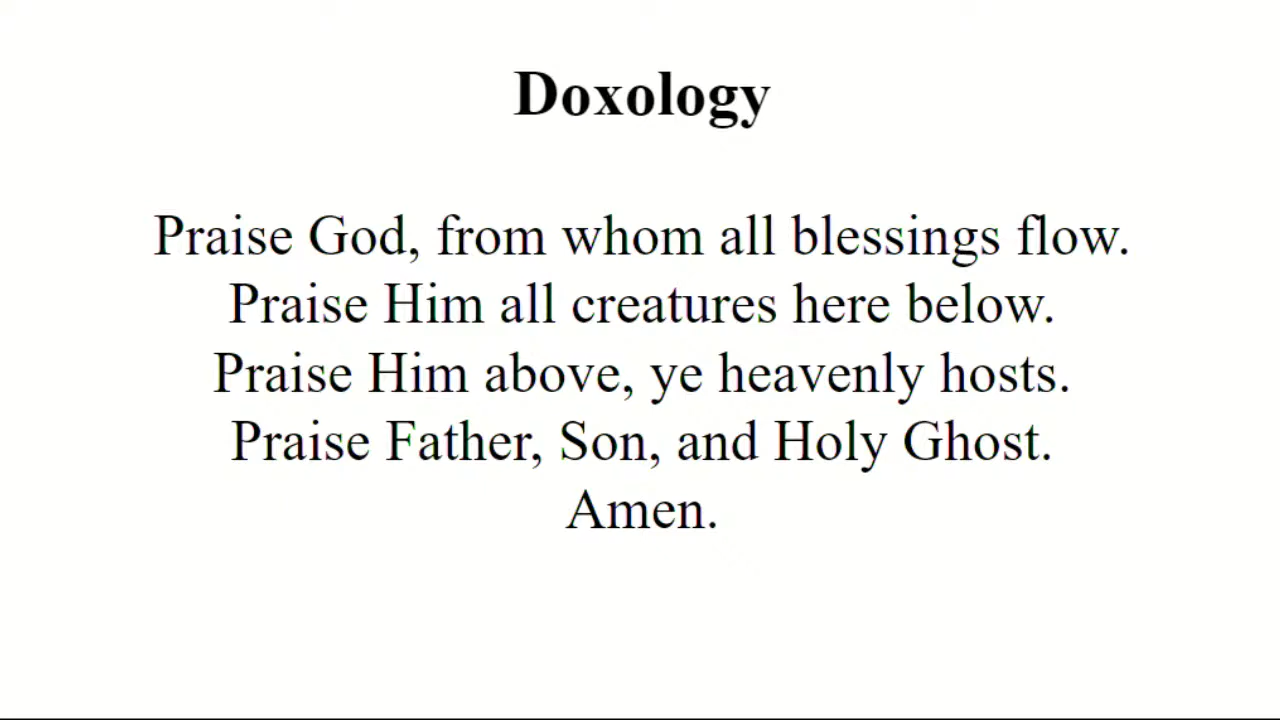 Doxology
Praise God, from whom all blessings flow.
Praise Him all creatures here below.
Praise Him above, ye heavenly hosts.
Praise Father, Son, and Holy Ghost.
Amen.